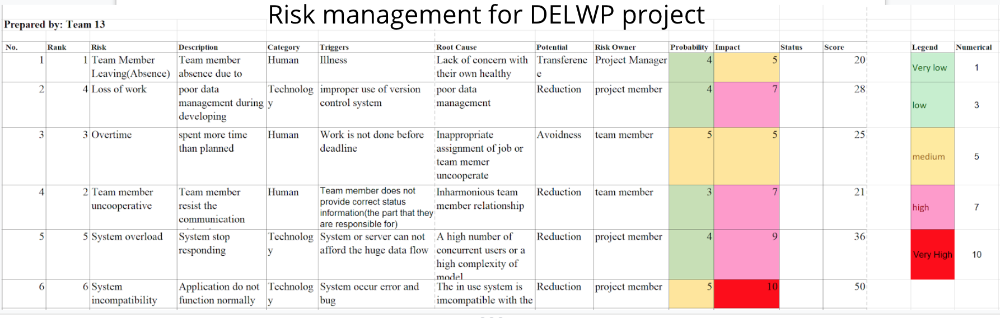 Risk management for DELWP project
Prepared by: Team 13
No. Rank Risk Description Category Triggers Root Cause Potential Risk Owner Probability Impact Status Score Legend Numerical
1 1 Team Member Team member Human Illness Lack of concern with Transferenc Project Manager 4 5 20
Leaving(Absence) absence due to their own healthy e
Very low 1
2 4 Loss of work poor data Technolog improper use of version poor data Reduction project member 4 7 28
management during y control system management
low 3
developing
3 3 Overtime spent more time Human Work is not done before Inappropriate Avoidness team member 5 5 25
than planned deadline assignment of job or
medium 5
team memer
uncooperate
4 2 Team member Team member Human Team member does not Inharmonious team Reduction team member 3 7 21
uncooperative resist the provide correct status member relationship
high 7
communication information(the part that they
are responsible for)
5 5 System overload System stop Technolog System or server can not A high number of Reduction project member 4 9 36
responding y afford the huge data flow concurrent users or a
Very High 10
high complexity of
model
6 6 System Application do not Technolog System occur error and The in use system is Reduction project member 5 10 50
incompatibility function normally y bug imcompatible with the